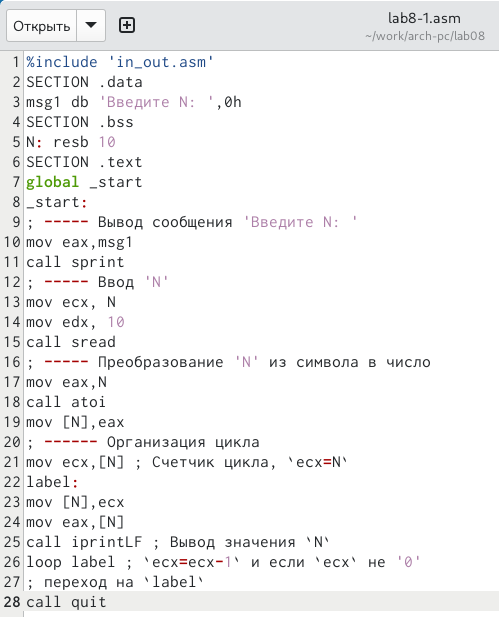 Открыть
lab8-1.asm
~/work/arch-pc/lab08
1 %include 'in_out.asm'
2 SECTION .data
3 msg1 db 'Введите N: ',0h
4 SECTION .bss
5 N: resb 10
6 SECTION .text
7 global _start
8 _start:
9 ; ----- Вывод сообщения 'Введите N: '
10 mov eax,msg1
11 call sprint
12 ; ----- Ввод 'N'
13 mov ecx, N
14 mov edx, 10
15 call sread
16 ; ----- Преобразование 'N' из символа в число
17 mov eax,N
18 call atoi
19 mov [N],eax
20 ; ------ Организация цикла
21 mov ecx,[N] ; Счетчик цикла, `ecx=N`
22 label:
23 mov [N],ecx
24 mov eax,[N]
25 call iprintLF ; Вывод значения `N`
26 loop label ; `ecx=ecx-1` и если `ecx` не '0'
27 ; переход на `label`
28 call quit